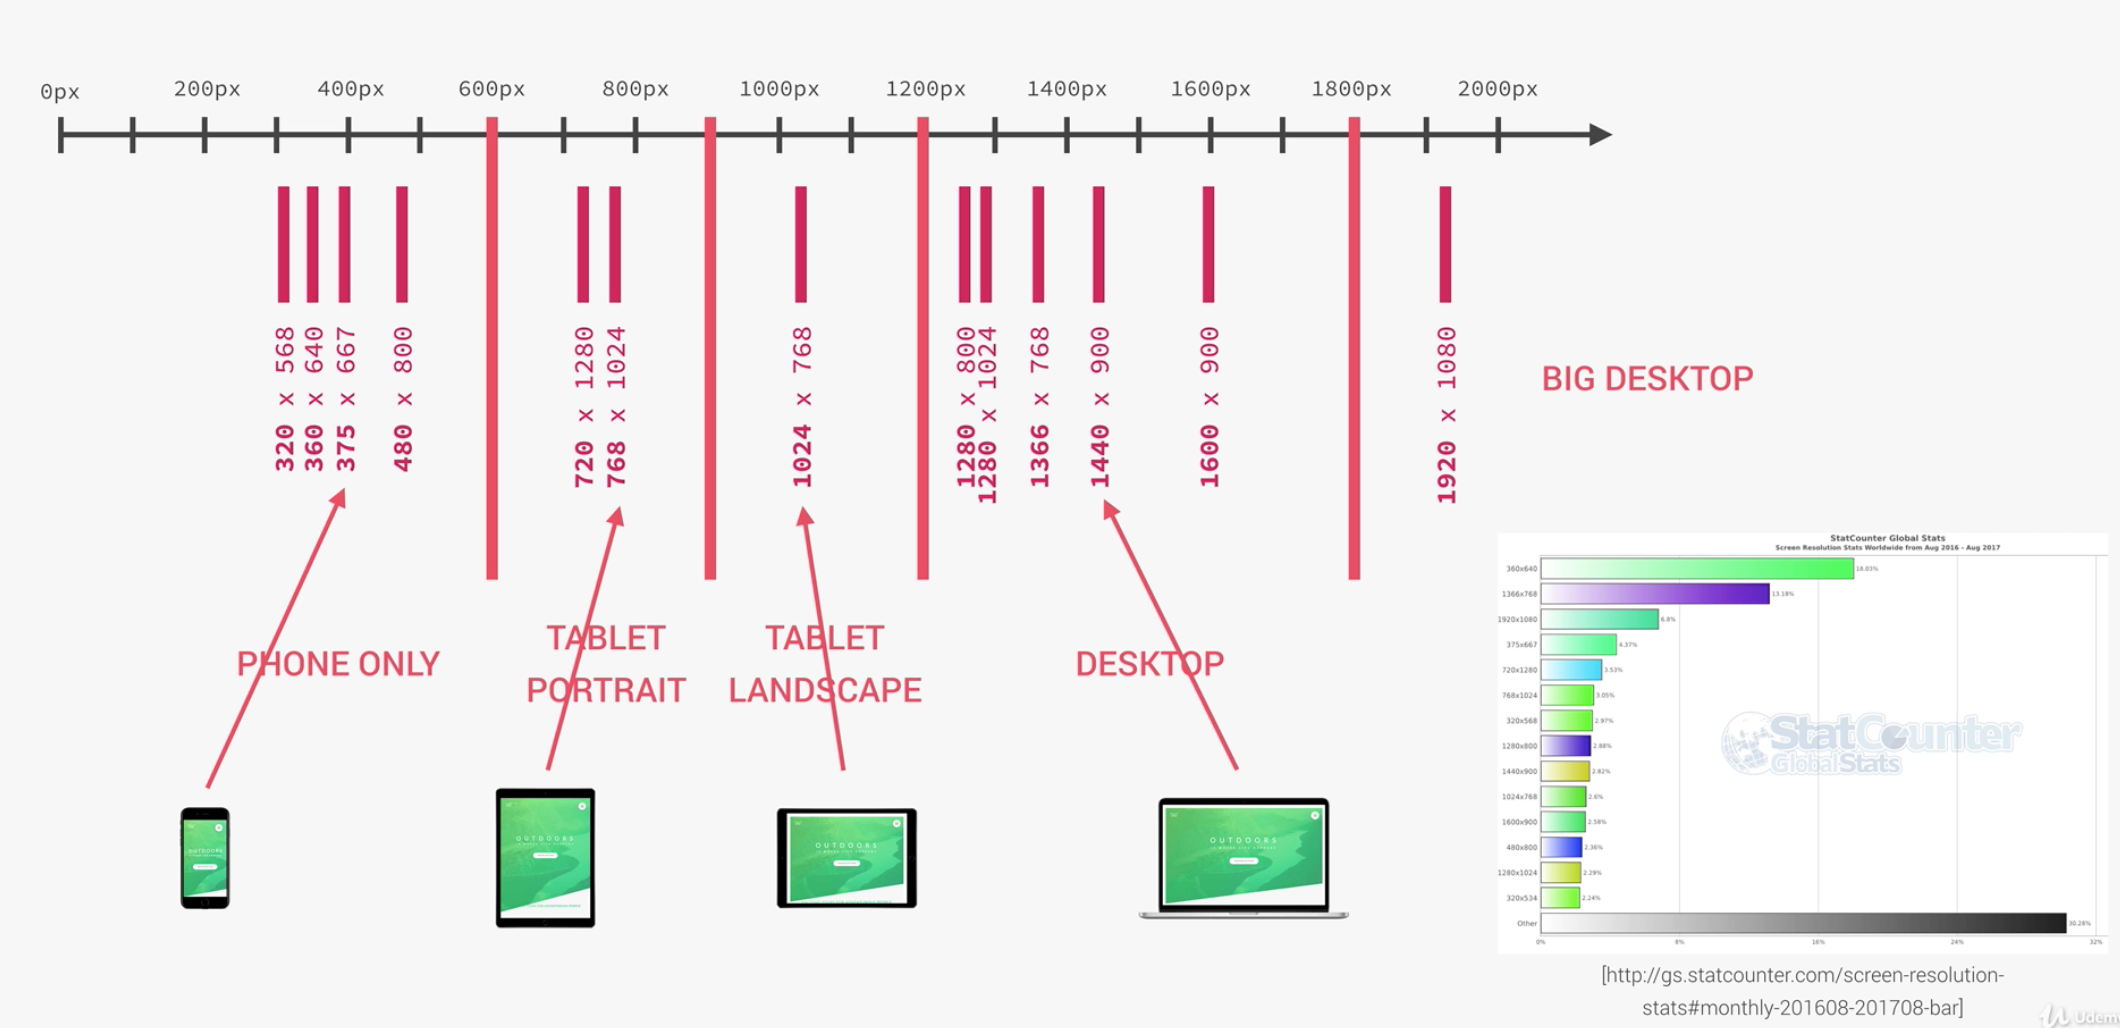 0px
200px
400px
600px
800px
1000px
1200px
1400px
1600px
1800px
2000px
320 x 568
360 x 640
375 x 667
480 x 800
720 x 1280
768 x 1024
1024 x 768
1280 x 800
1280 x 1024
1366 x 768
1440 x 900
1600 x 900
1920 x 1080
BIG DESKTOP
PHONE ONLY
TABLET
PORTRAIT
TABLET
LANDSCAPE
DESKTOP
OUTDOORS
OUTDOORS
OUTDOORS
OUTDOORS
StatCounter Global Stats
Screen Resolution Stats Worldwide from Aug 2016 - Aug 2017
360x640
18.03%
1366x768
13.18%
1920x1080
6.8%
375x667
4.37%
720x1280
3.53%
768x1024
3.05%
320x568
2.97%
1280x800
2.88%
1440x900
2.82%
1024x768
2.6%
1600x900
2.58%
480x800
2.36%
1280x1024
2.29%
320x534
2.24%
Other
30.28%
0%
8%
16%
24%
32%
StatCounter
GlobalStats
[http://gs.statcounter.com/screen-resolution-
stats#monthly-201608-201708-bar]
Udem